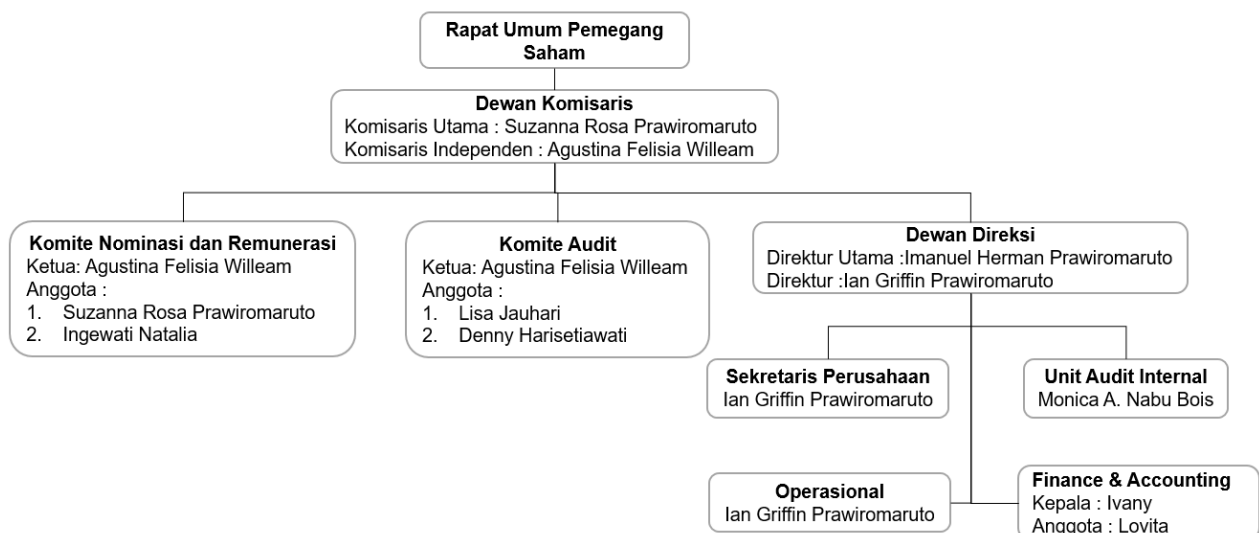 Rapat Umum Pemegang
Saham
Dewan Komisaris
Komisaris Utama : Suzanna Rosa Prawiromaruto
Komisaris Independen : Agustina Felisia Willeam
Komite Nominasi dan Remunerasi
Ketua: Agustina Felisia Willeam
Anggota :
1. Suzanna Rosa Prawiromaruto
2. Ingewati Natalia
Komite Audit
Ketua: Agustina Felisia Willeam
Anggota :
1. Lisa Jauhari
2. Denny Harisetiawati
Dewan Direksi
Direktur Utama :Imanuel Herman Prawiromaruto
Direktur :Ian Griffin Prawiromaruto
Sekretaris Perusahaan
Ian Griffin Prawiromaruto
Unit Audit Internal
Monica A. Nabu Bois
Operasional
Ian Griffin Prawiromaruto
Finance & Accounting
Kepala : Ivany
Anggota : Lovita